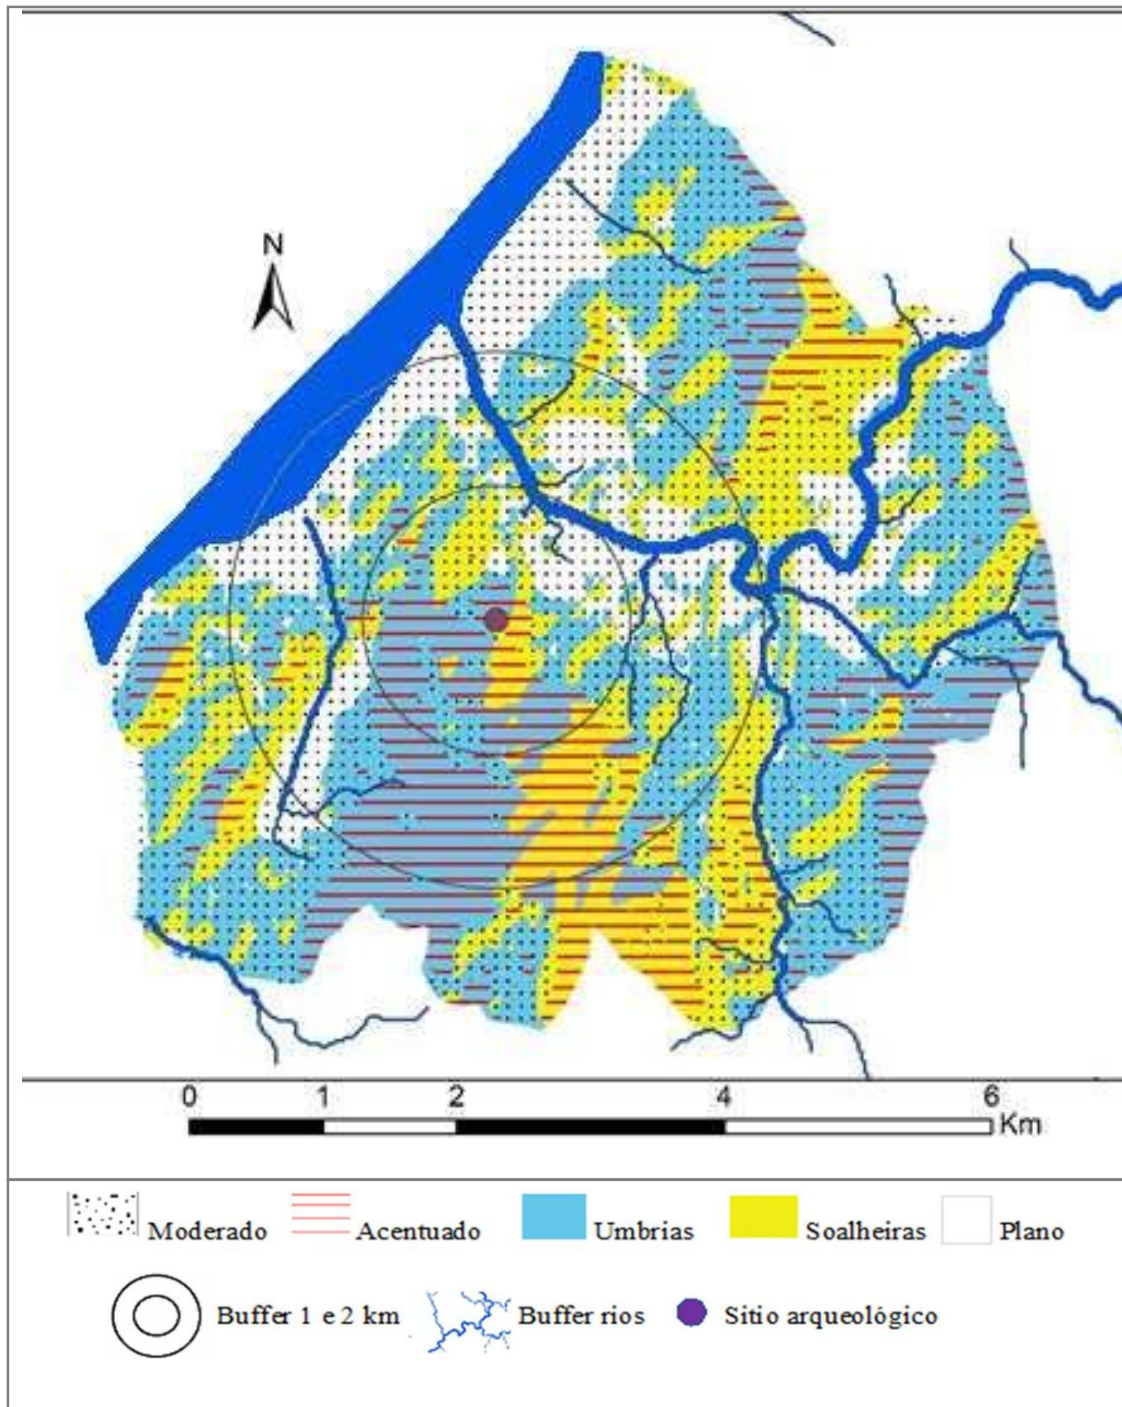 N
0 1 2 4 6
Km
Moderado Acentuado Umbrias Soalheiras Plano
Buffer 1 e 2 km Buffer rios Sítio arqueológico